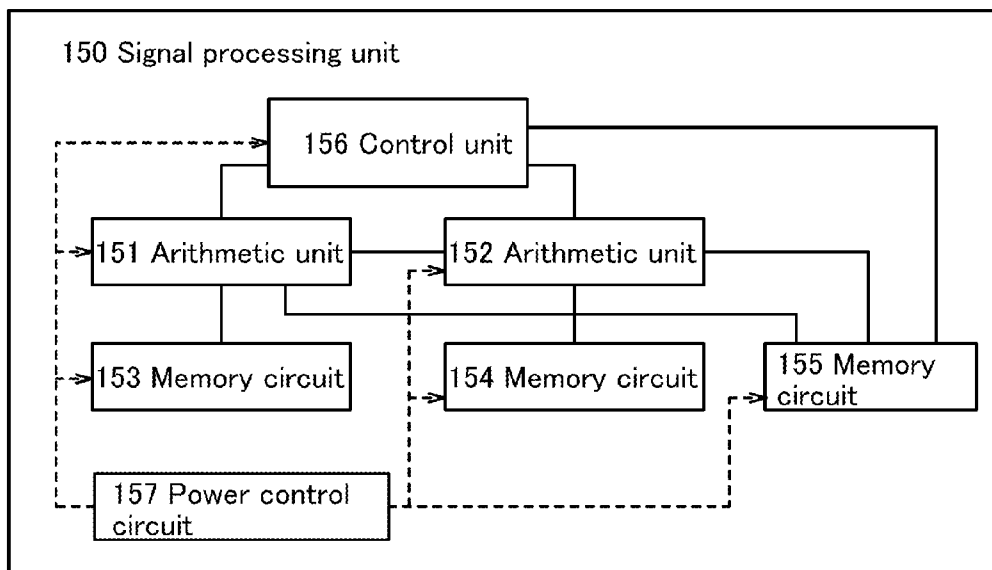 150 Signal processing unit
156 Control unit
151 Arithmetic unit
152 Arithmetic unit
153 Memory circuit
154 Memory circuit
155 Memory
circuit
157 Power control
circuit